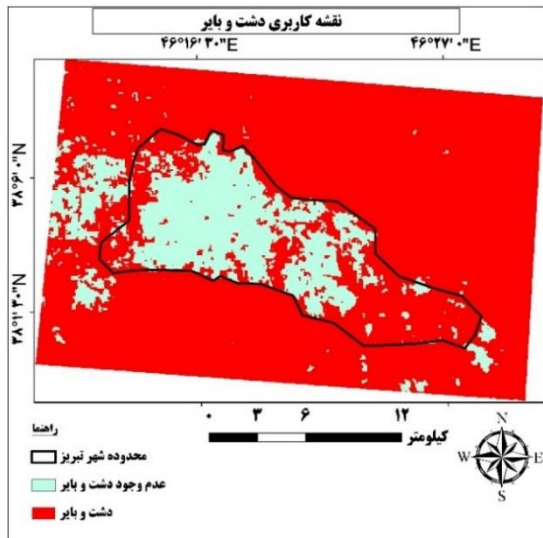 نقشه کاربری دشت و بایر
۴۶°۱۶' ۳۰"E
۴۶°۲۷' ۰"E
۳۸°۶' ۰"N
۳۸°۱' ۳۰"N
۰ ۳ ۶ ۱۲
کیلومتر
راهنما
محدوده شهر تبریز
عدم وجود دشت و بایر
دشت و بایر
N
W E
S